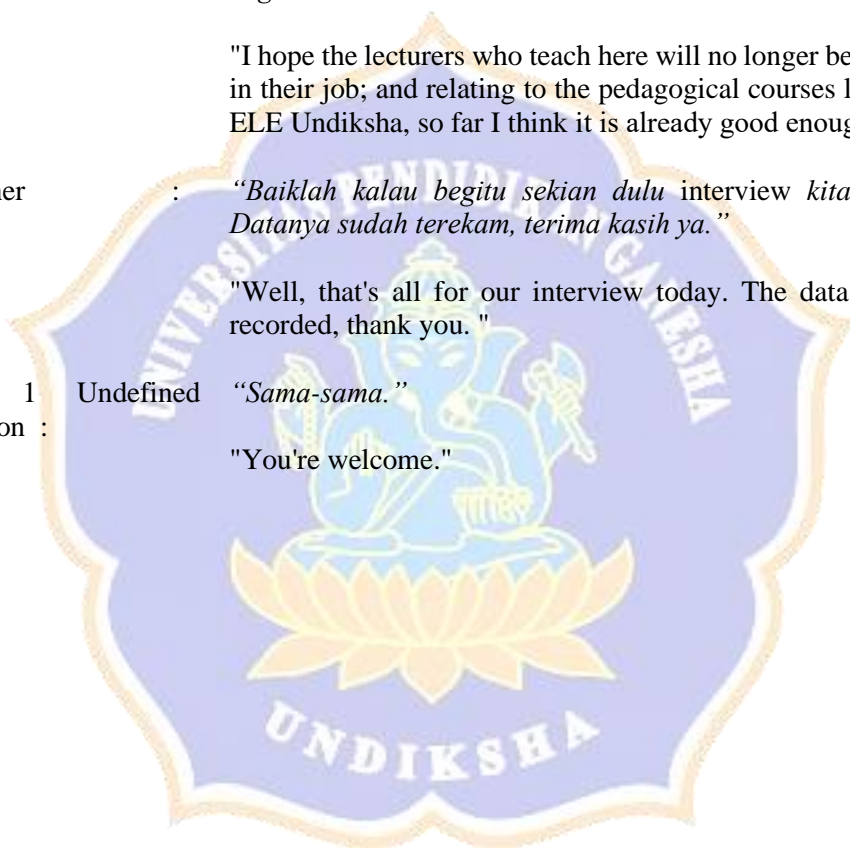 "I hope the lecturers who teach here will no longer be
in their job; and relating to the pedagogical courses
ELE Undiksha, so far I think it is already good
: “Baiklah kalau begitu sekian dulu interview kita
Datanya sudah terekam, terima kasih ya.”
"Well, that's all for our interview today. The data
recorded, thank you. "
1 Undefined “Sama-sama.”
:
"You're welcome."
UNIVERSITAS PENDIDIKAN GANESHA
UNDIKSHA